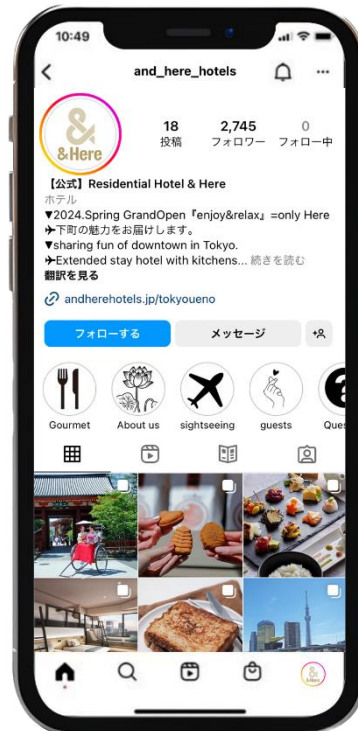 10:49
and_here_hotels
&
&Here
18
2,745
0
投稿
フォロワー
フォロー中
【公式】Residential Hotel & Here
ホテル
▼2024.Spring GrandOpen『enjoy&relax』=only Here
✈下町の魅力をお届けします。
▼sharing fun of downtown in Tokyo.
✈Extended stay hotel with kitchens... 続きを読む
翻訳を見る
andherehotels.jp/tokyoueno
フォローする
メッセージ
Gourmet
About us
sightseeing
guests
Ques